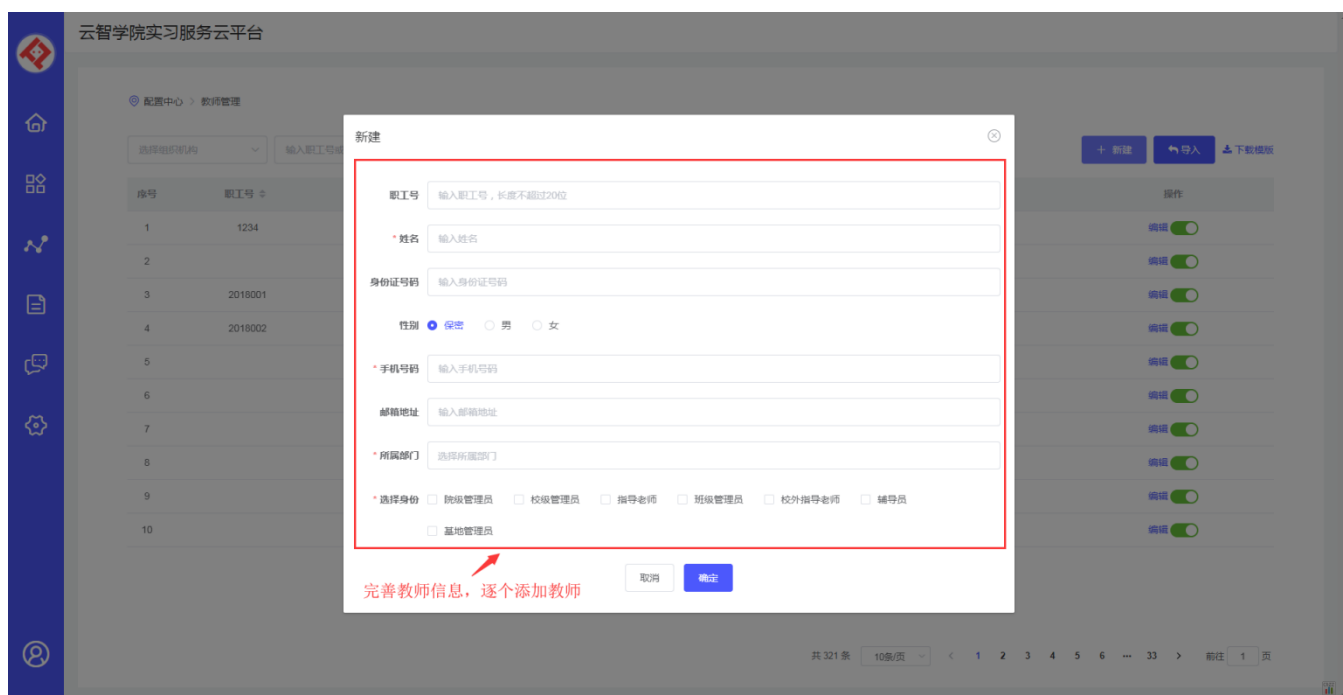 云智学院实习服务云平台
配置中心 > 教师管理
选择组织机构 输入职工号或
+ 新建 导入 下载模版
序号 职工号 操作
1 1234 编辑
2 编辑
3 2018001 编辑
4 2018002 编辑
5 编辑
6 编辑
7 编辑
8 编辑
9 编辑
10 编辑
新建
职工号 输入职工号，长度不超过20位
* 姓名 输入姓名
身份证号码 输入身份证号码
性别 保密 男 女
* 手机号码 输入手机号码
邮箱地址 输入邮箱地址
* 所属部门 选择所属部门
* 选择身份 院级管理员 校级管理员 指导老师 班级管理员 校外指导老师 辅导员
基地管理员
取消 确定
完善教师信息，逐个添加教师
共 321 条 10条/页 < 1 2 3 4 5 6 ... 33 > 前往 1 页